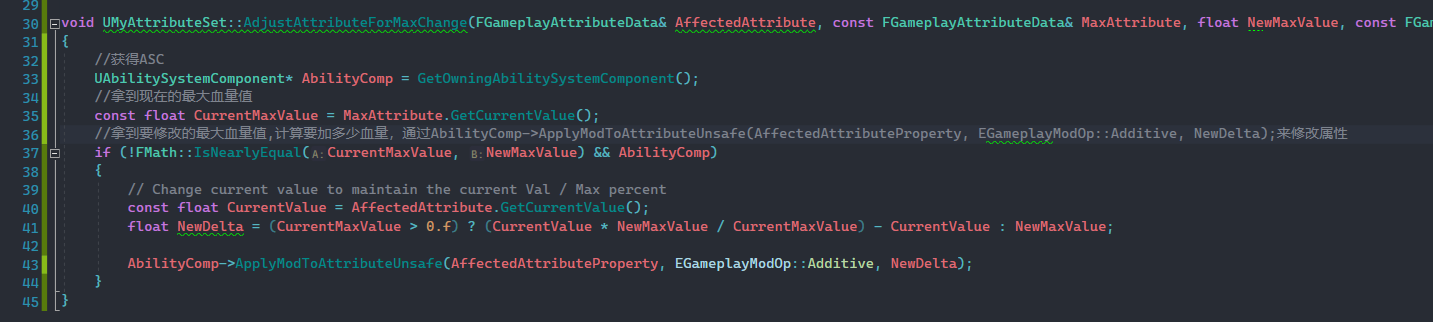 29
30 void UMyAttributeSet::AdjustAttributeForMaxChange(FGameplayAttributeData& AffectedAttribute, const FGameplayAttributeData& MaxAttribute, float NewMaxValue, const FGam
31 {
32 //获得ASC
33 UAbilitySystemComponent* AbilityComp = GetOwningAbilitySystemComponent();
34 //拿到现在的最大血量值
35 const float CurrentMaxValue = MaxAttribute.GetCurrentValue();
36 //拿到要修改的最大血量值,计算要加多少血量, 通过AbilityComp->ApplyModToAttributeUnsafe(AffectedAttributeProperty, EGameplayModOp::Additive, NewDelta);来修改属性
37 if (!FMath::IsNearlyEqual(A:CurrentMaxValue, B:NewMaxValue) && AbilityComp)
38 {
39 // Change current value to maintain the current Val / Max percent
40 const float CurrentValue = AffectedAttribute.GetCurrentValue();
41 float NewDelta = (CurrentMaxValue > 0.f) ? (CurrentValue * NewMaxValue / CurrentMaxValue) - CurrentValue : NewMaxValue;
42
43 AbilityComp->ApplyModToAttributeUnsafe(AffectedAttributeProperty, EGameplayModOp::Additive, NewDelta);
44 }
45 }